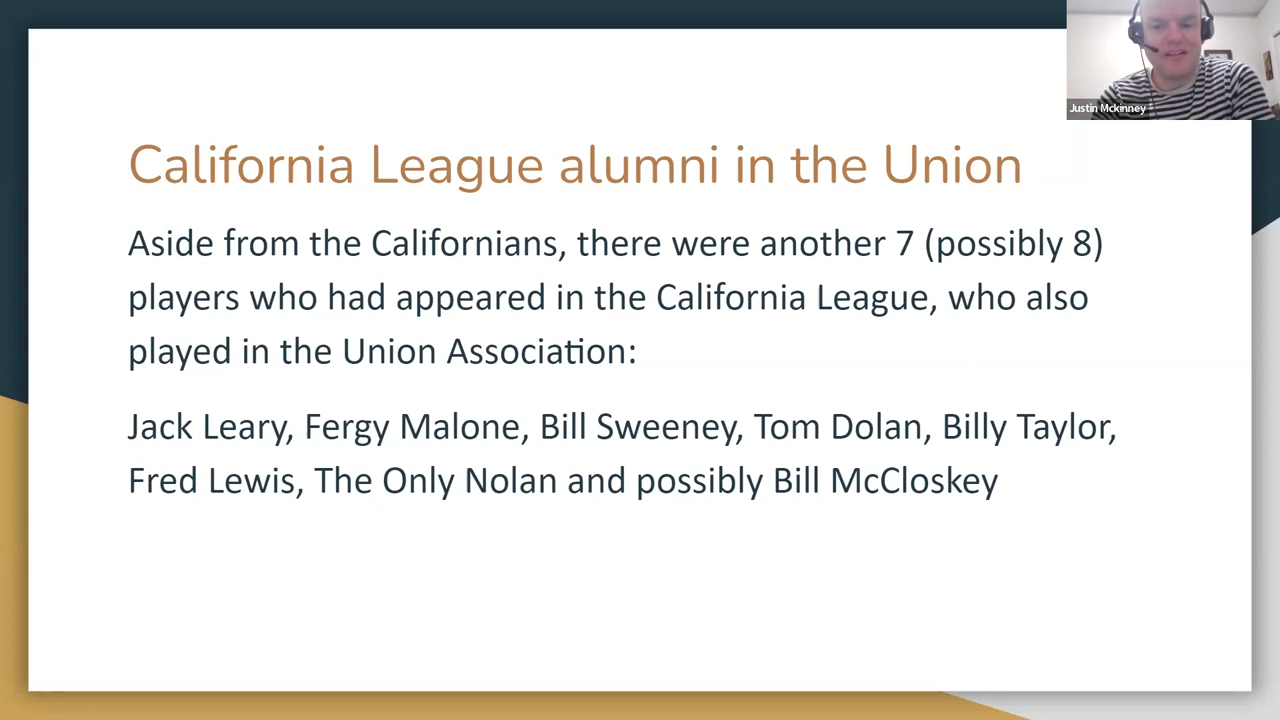 Justin Mckinney
California League alumni in the Union
Aside from the Californians, there were another 7 (possibly 8)
players who had appeared in the California League, who also
played in the Union Association:
Jack Leary, Fergy Malone, Bill Sweeney, Tom Dolan, Billy Taylor,
Fred Lewis, The Only Nolan and possibly Bill McCloskey